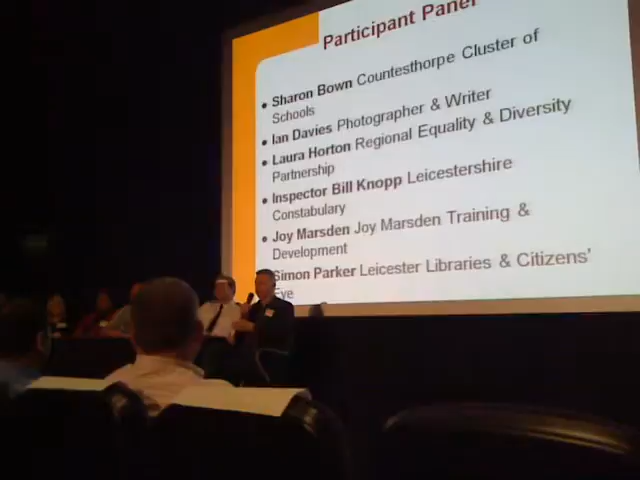 Participant Panel
• Sharon Bown Countesthorpe Cluster of
Schools
• Ian Davies Photographer & Writer
• Laura Horton Regional Equality & Diversity
Partnership
• Inspector Bill Knopp Leicestershire
Constabulary
• Joy Marsden Joy Marsden Training &
Development
Simon Parker Leicester Libraries & Citizens'
Eye